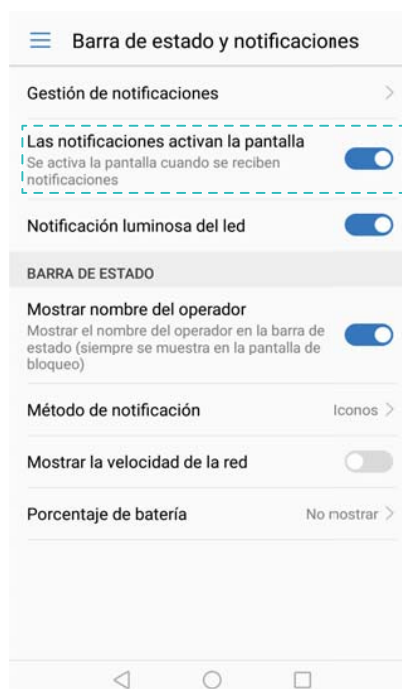 Barra de estado y notificaciones
Gestión de notificaciones
Las notificaciones activan la pantalla
Se activa la pantalla cuando se reciben
notificaciones
Notificación luminosa del led
BARRA DE ESTADO
Mostrar nombre del operador
Mostrar el nombre del operador en la barra de
estado (siempre se muestra en la pantalla de
bloqueo)
Método de notificación Iconos
Mostrar la velocidad de la red
Porcentaje de batería No mostrar